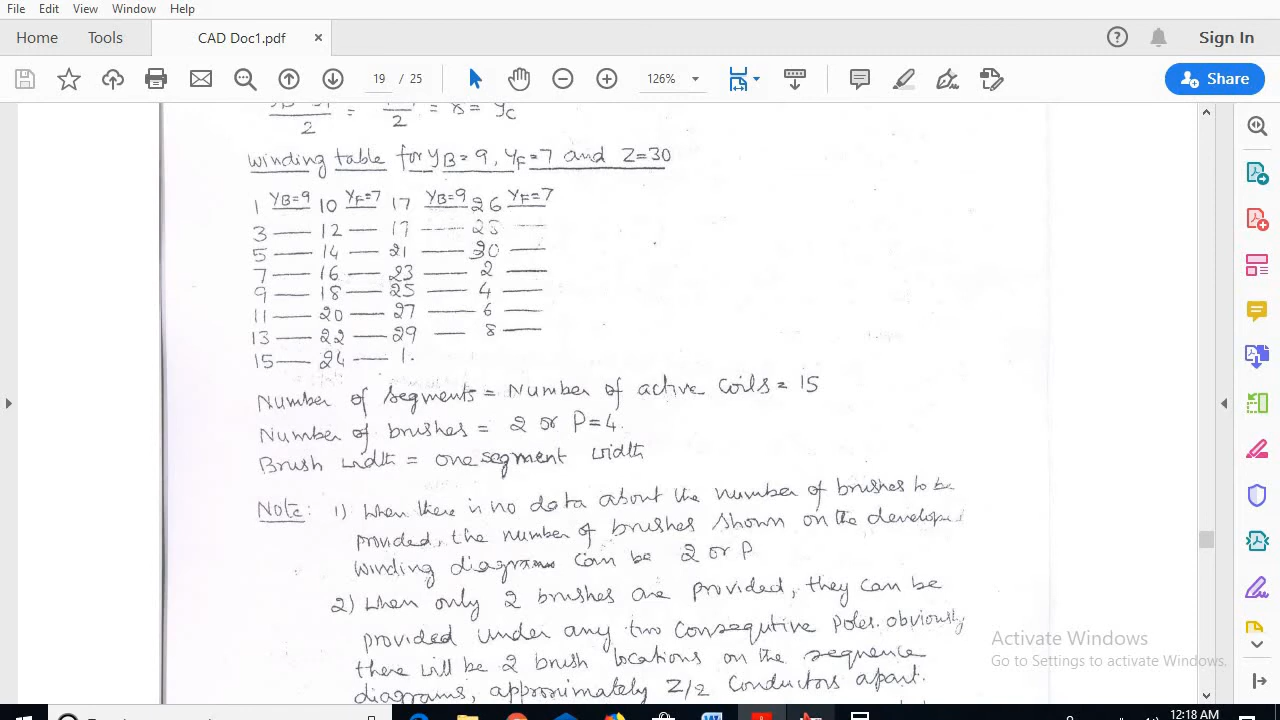 File Edit View Window Help
Home Tools CAD Doc1.pdf × Sign In
19 / 25 126% Share
2 = 2 = 8 = YC
Winding table for YB = 9, YF = 7 and Z = 30
1 YB=9 10 YF=7 17 YB=9 26 YF=7
3 — 12 — 17 ---- 25 —
5 — 14 — 21 — 30 —
7 — 16 — 23 — 2 —
9 — 18 — 25 — 4 —
11 — 20 — 27 — 6 —
13 — 22 — 29 — 8 —
15 — 24 — 1.
Number of segments = Number of active coils = 15
Number of brushes = 2 or P = 4.
Brush width = one segment width
Note: 1) When there is no data about the number of brushes to be
provided, the number of brushes shown on the develope
winding diagram can be 2 or P
2) When only 2 brushes are provided, they can be
provided under any two consequtive poles. obviously
there will be 2 brush locations on the sequence
diagrams, approximately Z/2 conductors apart.
Activate Windows
Go to Settings to activate Windows.
12:18 AM